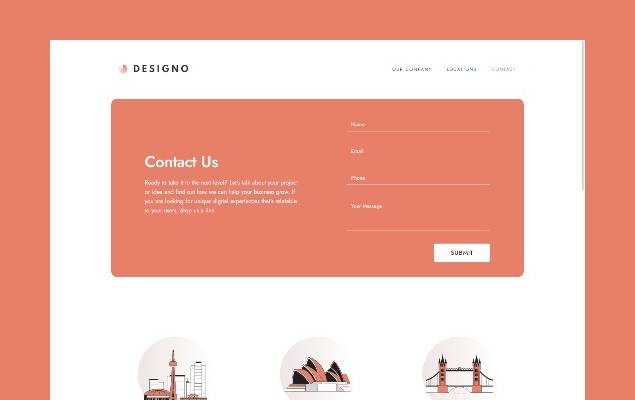 DESIGNO
OUR COMPANY LOCATIONS CONTACT
Contact Us
Ready to take it to the next level? Let's talk about your project
or idea and find out how we can help your business grow. If
you are looking for unique digital experiences that's relatable
to your users, drop us a line.
Name
Email
Phone
Your Message
SUBMIT